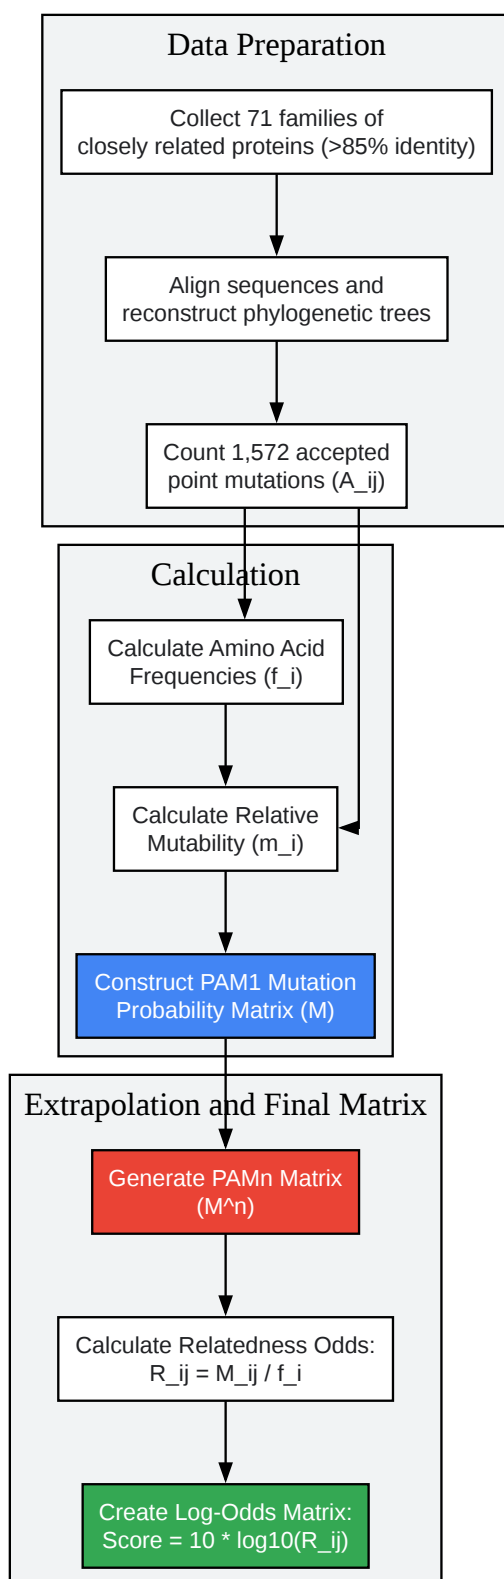 Data Preparation
Collect 71 families of
closely related proteins (>85% identity)
Align sequences and
reconstruct phylogenetic trees
Count 1,572 accepted
point mutations (A_ij)
Calculation
Calculate Amino Acid
Frequencies (f_i)
Calculate Relative
Mutability (m_i)
Construct PAM1 Mutation
Probability Matrix (M)
Extrapolation and Final Matrix
Generate PAMn Matrix
(M^n)
Calculate Relatedness Odds:
R_ij = M_ij / f_i
Create Log-Odds Matrix:
Score = 10 * log10(R_ij)